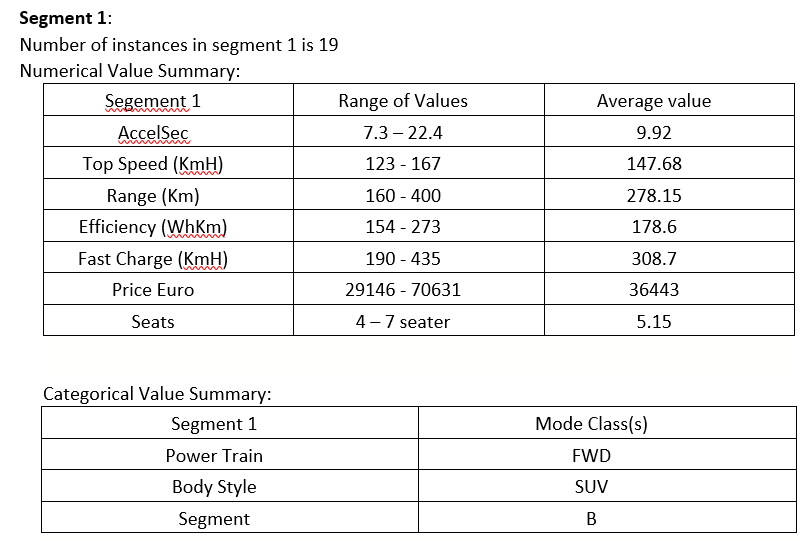 Segment 1:
Number of instances in segment 1 is 19
Numerical Value Summary:
Segement 1 Range of Values Average value
AccelSec 7.3 – 22.4 9.92
Top Speed (KmH) 123 - 167 147.68
Range (Km) 160 - 400 278.15
Efficiency (WhKm) 154 - 273 178.6
Fast Charge (KmH) 190 - 435 308.7
Price Euro 29146 - 70631 36443
Seats 4 – 7 seater 5.15
Categorical Value Summary:
Segment 1 Mode Class(s)
Power Train FWD
Body Style SUV
Segment B